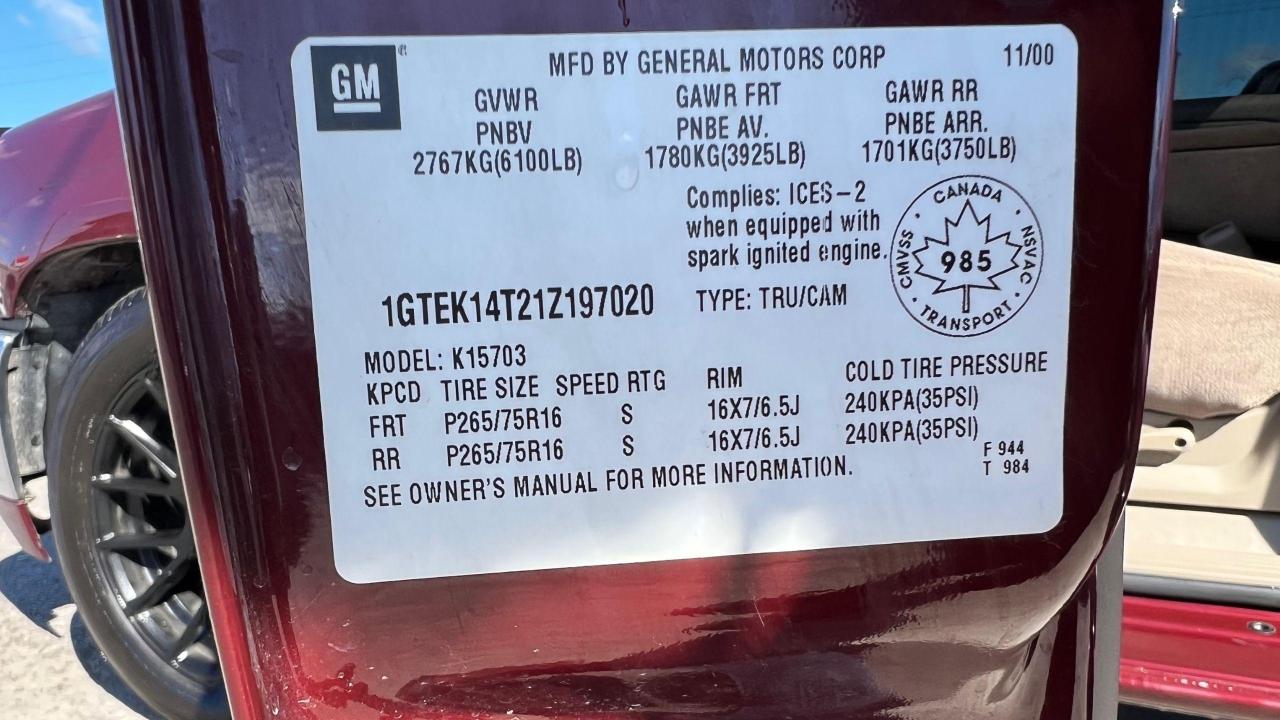 GM
MFD BY GENERAL MOTORS CORP 11/00
GVWR GAWR FRT GAWR RR
PNBV PNBE AV. PNBE ARR.
2767KG(6100LB) 1780KG(3925LB) 1701KG(3750LB)
Complies: ICES-2
when equipped with
spark ignited engine.
CANADA
CMVSS 985 NSVAC
TRANSPORT
1GTEK14T21Z197020 TYPE: TRU/CAM
MODEL: K15703
KPCD TIRE SIZE SPEED RTG RIM COLD TIRE PRESSURE
FRT P265/75R16 S 16X7/6.5J 240KPA(35PSI)
RR P265/75R16 S 16X7/6.5J 240KPA(35PSI)
SEE OWNER'S MANUAL FOR MORE INFORMATION.
F 944
T 984